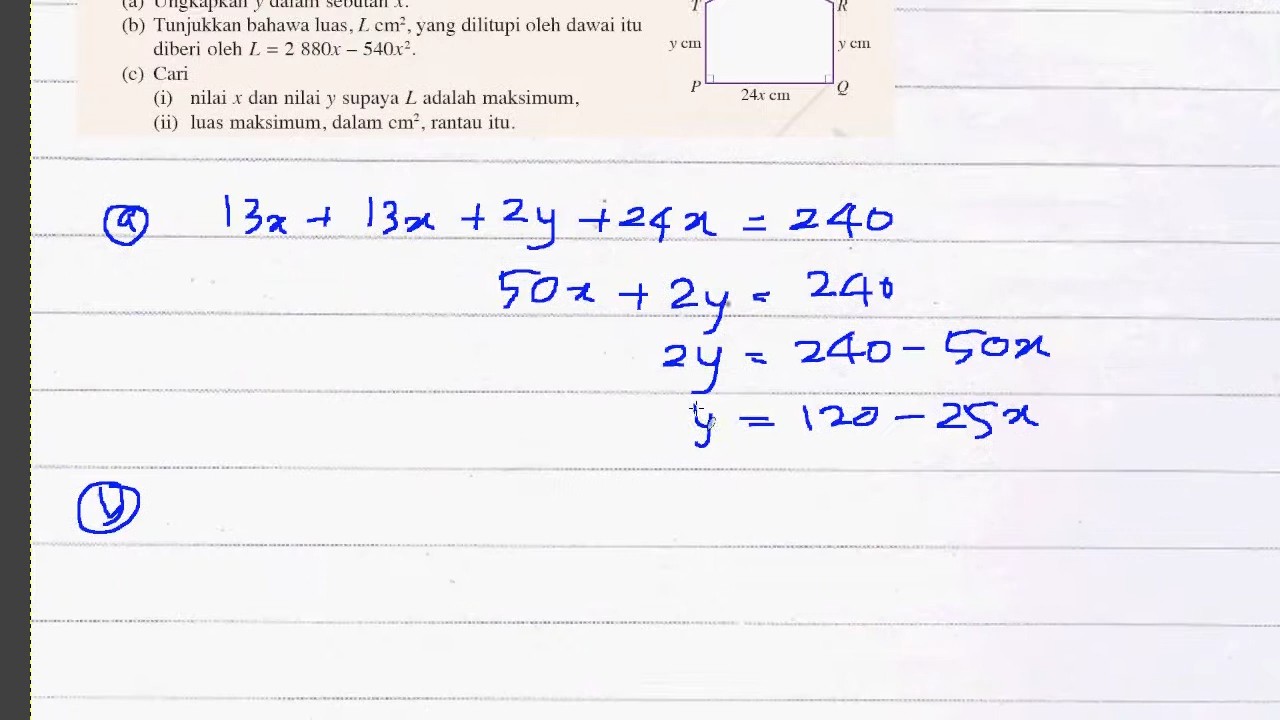 (a) Ungkapkan y dalam sebutan x.
(b) Tunjukkan bahawa luas, L cm², yang dilitupi oleh dawai itu
diberi oleh L = 2 880x – 540x².
(c) Cari
(i) nilai x dan nilai y supaya L adalah maksimum,
(ii) luas maksimum, dalam cm², rantau itu.
T R
y cm y cm
P Q
24x cm
a 13x + 13x + 2y + 24x = 240
50x + 2y = 240
2y = 240 - 50x
y = 120 - 25x
b